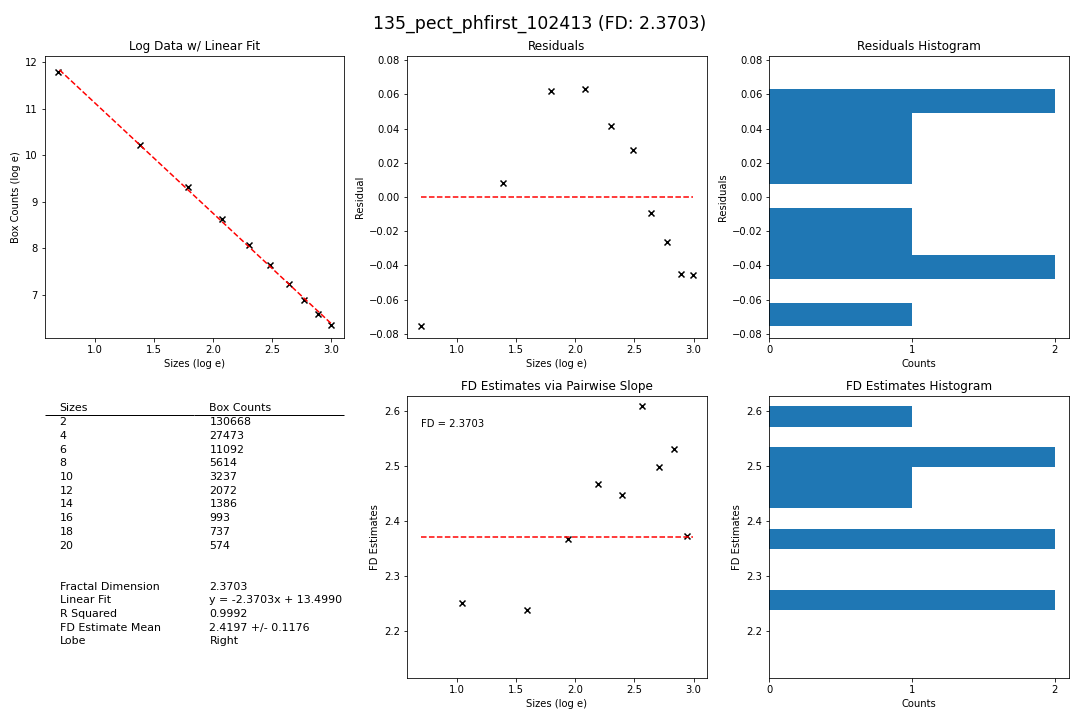 135_pect_phfirst_102413 (FD: 2.3703)
Log Data w/ Linear Fit
Box Counts (log e)
12
11
10
9
8
7
1.0 1.5 2.0 2.5 3.0
Sizes (log e)
Residuals
Residual
0.08
0.06
0.04
0.02
0.00
−0.02
−0.04
−0.06
−0.08
1.0 1.5 2.0 2.5 3.0
Sizes (log e)
Residuals Histogram
Residuals
0.08
0.06
0.04
0.02
0.00
−0.02
−0.04
−0.06
−0.08
0 1 2
Counts
Sizes Box Counts
2 130668
4 27473
6 11092
8 5614
10 3237
12 2072
14 1386
16 993
18 737
20 574
Fractal Dimension 2.3703
Linear Fit y = -2.3703x + 13.4990
R Squared 0.9992
FD Estimate Mean 2.4197 +/- 0.1176
Lobe Right
FD Estimates via Pairwise Slope
FD Estimates
2.6
2.5
2.4
2.3
2.2
FD = 2.3703
1.0 1.5 2.0 2.5 3.0
Sizes (log e)
FD Estimates Histogram
FD Estimates
2.6
2.5
2.4
2.3
2.2
0 1 2
Counts